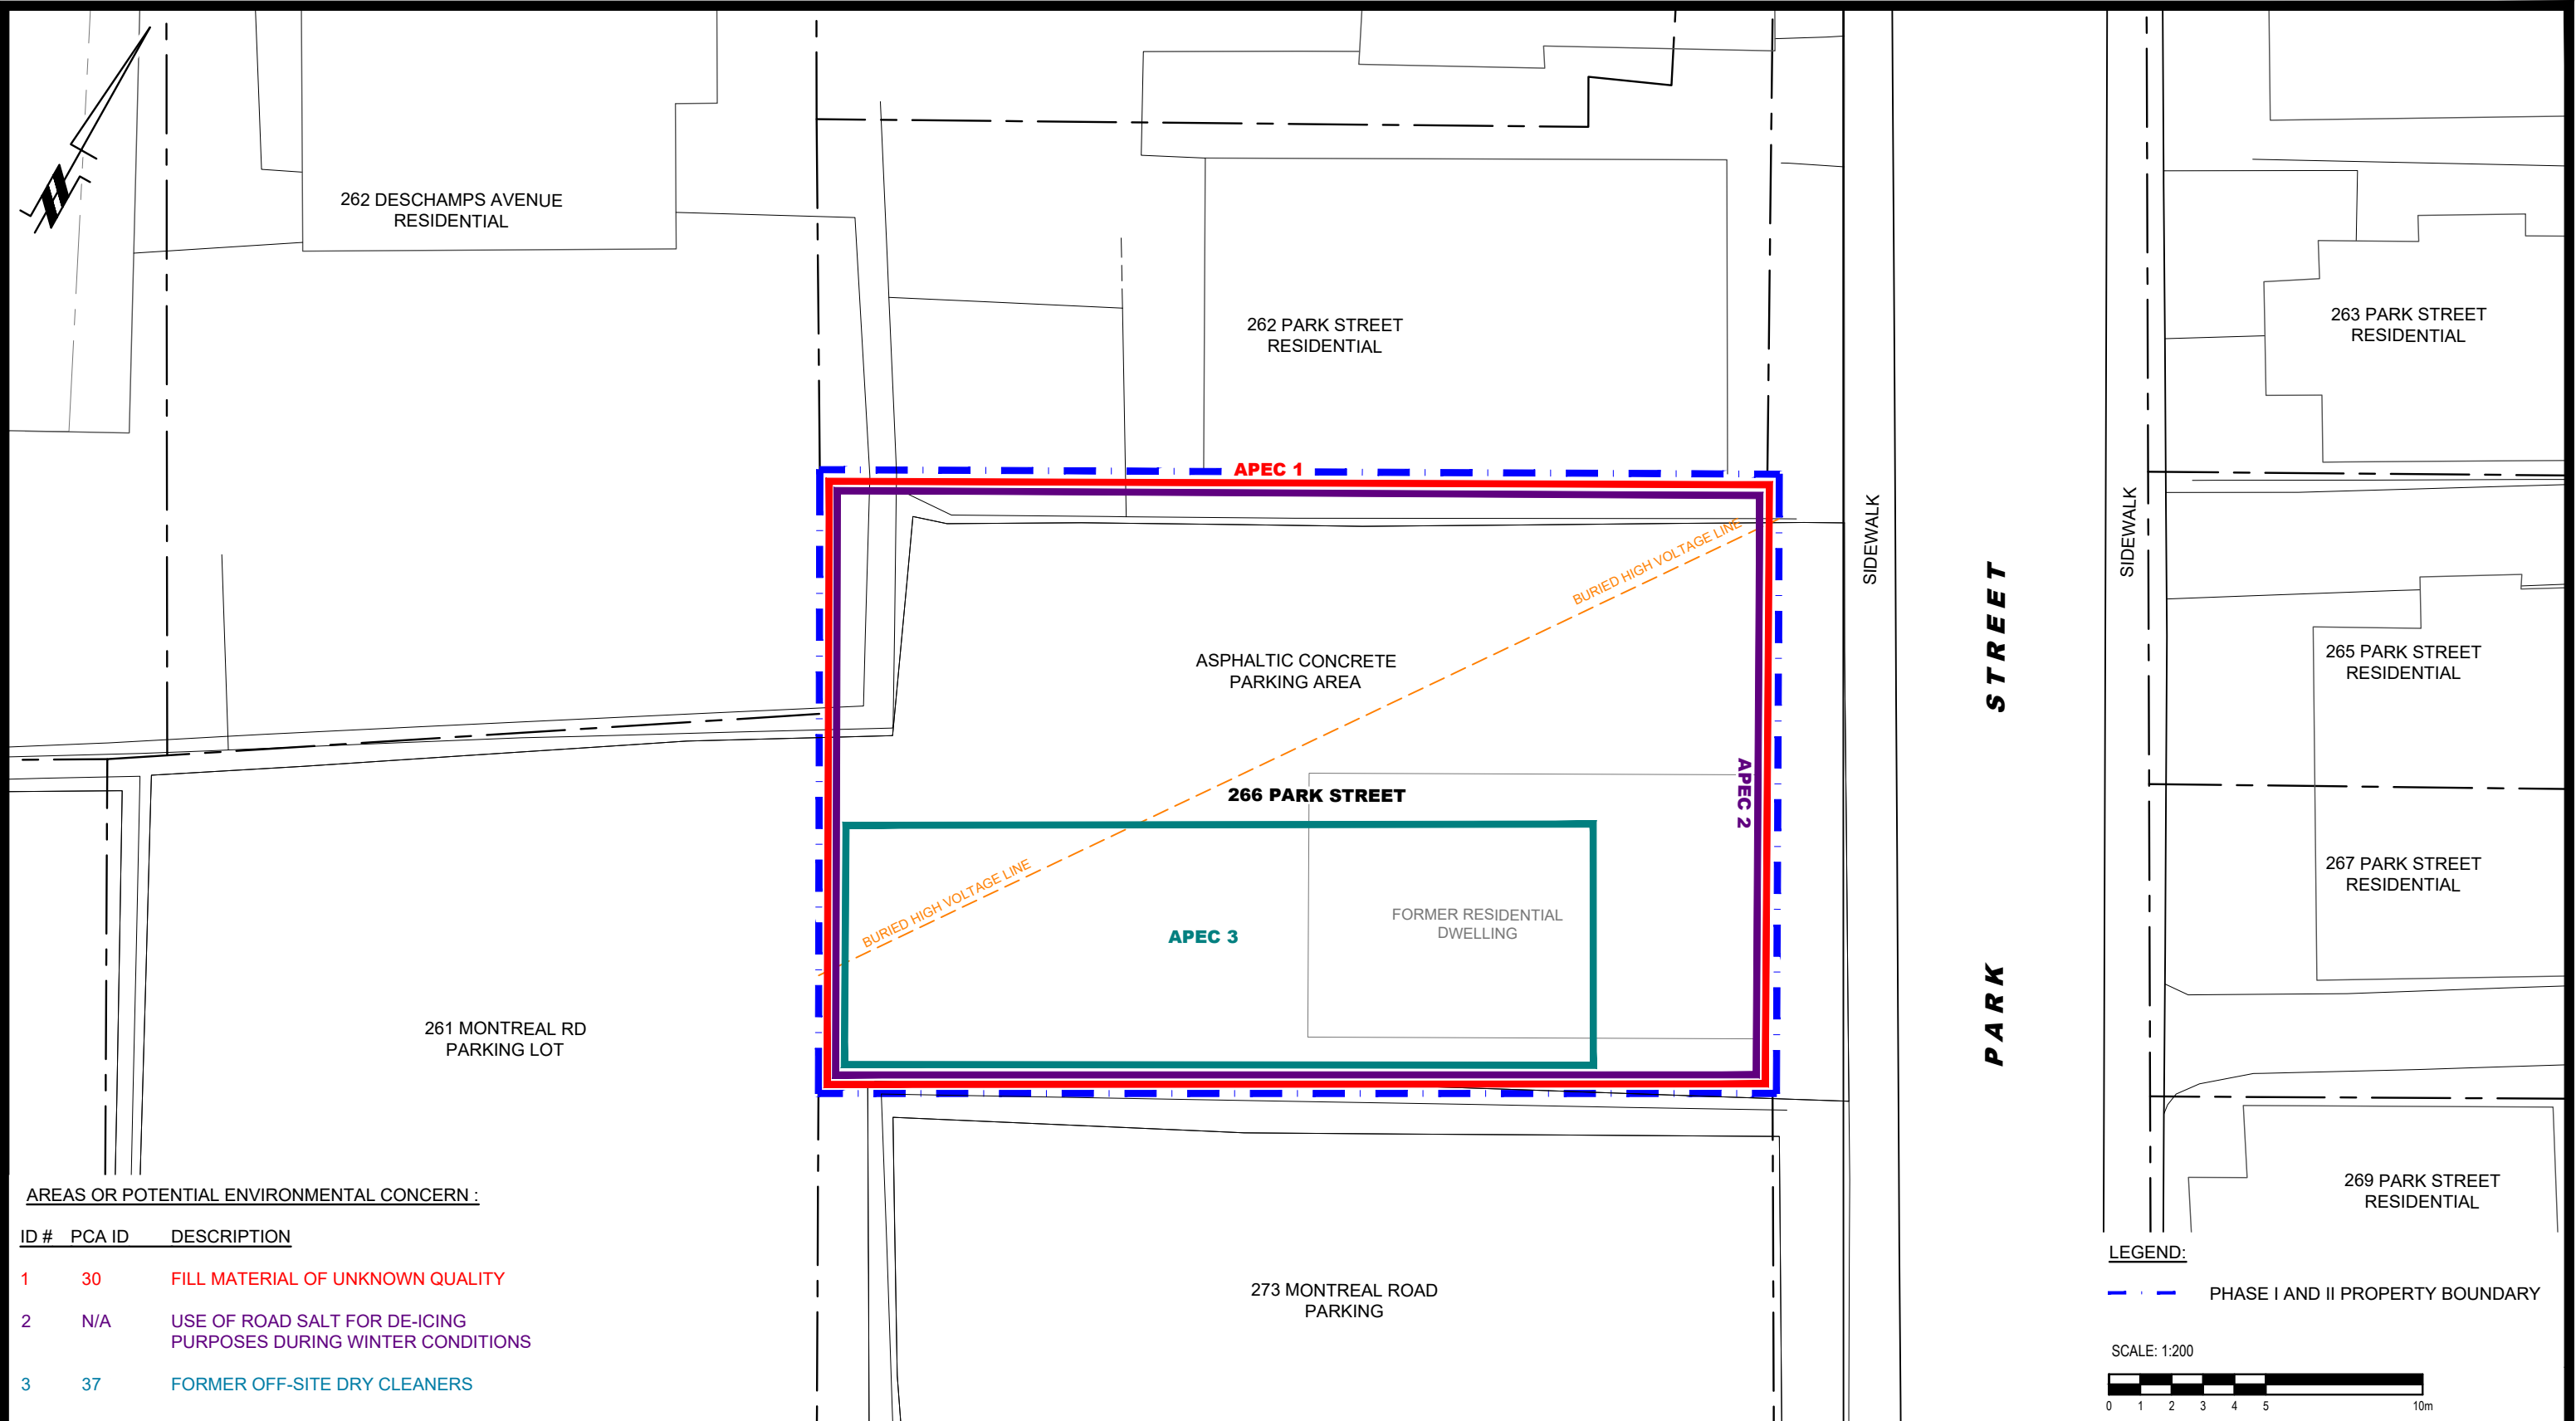 262 DESCHAMPS AVENUE
RESIDENTIAL
262 PARK STREET
RESIDENTIAL
263 PARK STREET
RESIDENTIAL
APEC 1
SIDEWALK
SIDEWALK
BURIED HIGH VOLTAGE LINE
PARK STREET
ASPHALTIC CONCRETE
PARKING AREA
265 PARK STREET
RESIDENTIAL
APEC 2
266 PARK STREET
267 PARK STREET
RESIDENTIAL
BURIED HIGH VOLTAGE LINE
FORMER RESIDENTIAL
DWELLING
APEC 3
261 MONTREAL RD
PARKING LOT
269 PARK STREET
RESIDENTIAL
273 MONTREAL ROAD
PARKING
AREAS OR POTENTIAL ENVIRONMENTAL CONCERN :
ID # PCA ID DESCRIPTION
1 30 FILL MATERIAL OF UNKNOWN QUALITY
2 N/A USE OF ROAD SALT FOR DE-ICING
PURPOSES DURING WINTER CONDITIONS
3 37 FORMER OFF-SITE DRY CLEANERS
LEGEND:
PHASE I AND II PROPERTY BOUNDARY
SCALE: 1:200
0 1 2 3 4 5 10m